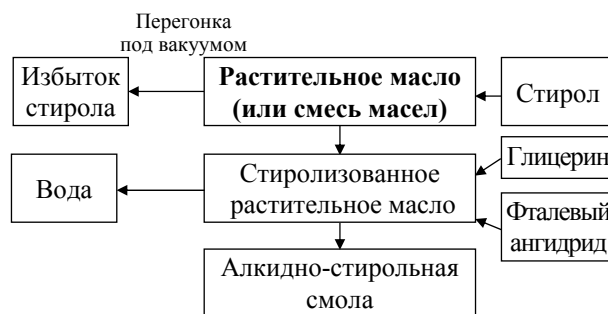 Перегонка
под вакуумом
Избыток
стирола
Растительное масло
(или смесь масел)
Стирол
Вода
Стиролизованное
растительное масло
Глицерин
Фталевый
ангидрид
Алкидно-стирольная
смола